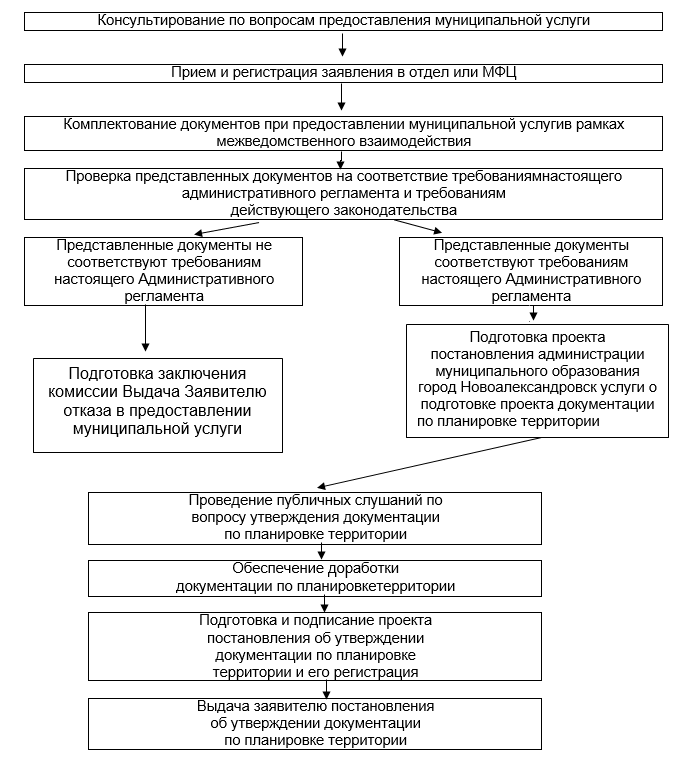 Консультирование по вопросам предоставления муниципальной услуги
Прием и регистрация заявления в отдел или МФЦ
Комплектование документов при предоставлении муниципальной услугив рамках
межведомственного взаимодействия
Проверка представленных документов на соответствие требованиямнастоящего
административного регламента и требованиям
действующего законодательства
Представленные документы не
соответствуют требованиям
настоящего Административного
регламента
Представленные документы
соответствуют требованиям
настоящего Административного
регламента
Подготовка заключения
комиссии Выдача Заявителю
отказа в предоставлении
муниципальной услуги
Подготовка проекта
постановления администрации
муниципального образования
город Новоалександровск услуги о
подготовке проекта документации
по планировке территории
Проведение публичных слушаний по
вопросу утверждения документации
по планировке территории
Обеспечение доработки
документации по планировкетерритории
Подготовка и подписание проекта
постановления об утверждении
документации по планировке
территории и его регистрация
Выдача заявителю постановления
об утверждении документации
по планировке территории